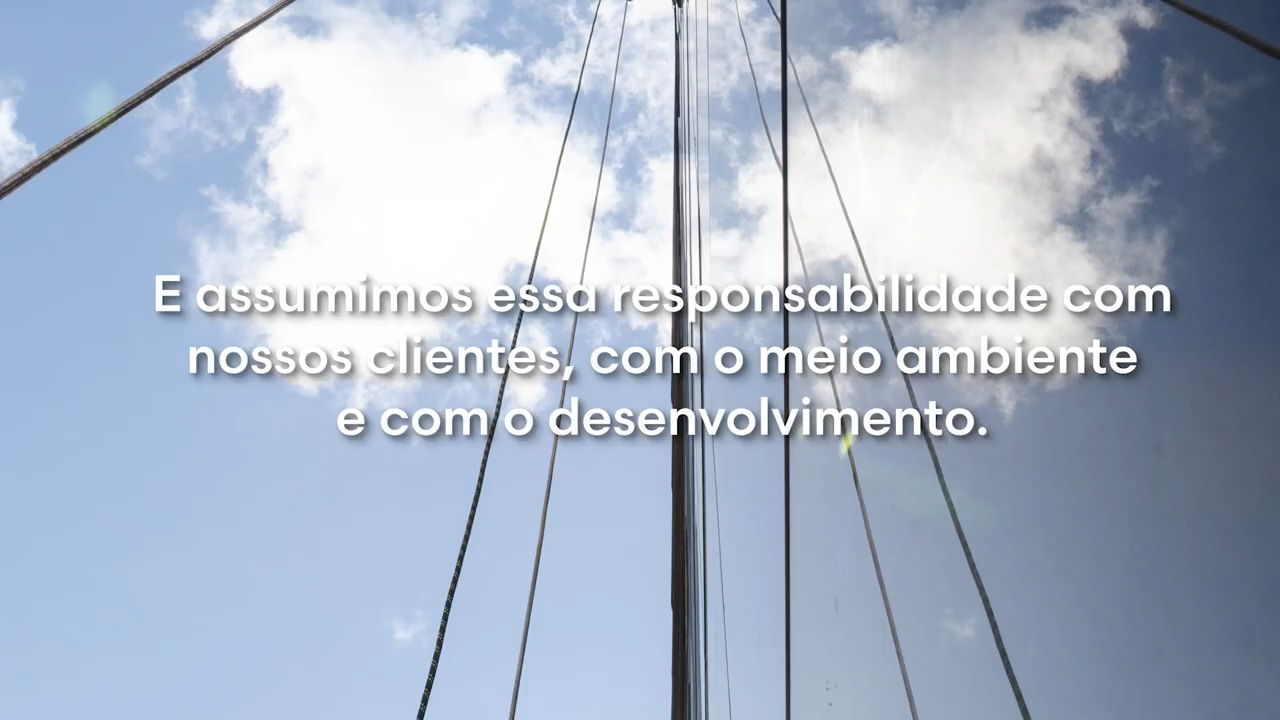 E assumimos essa responsabilidade com
nossos clientes, com o meio ambiente
e com o desenvolvimento.